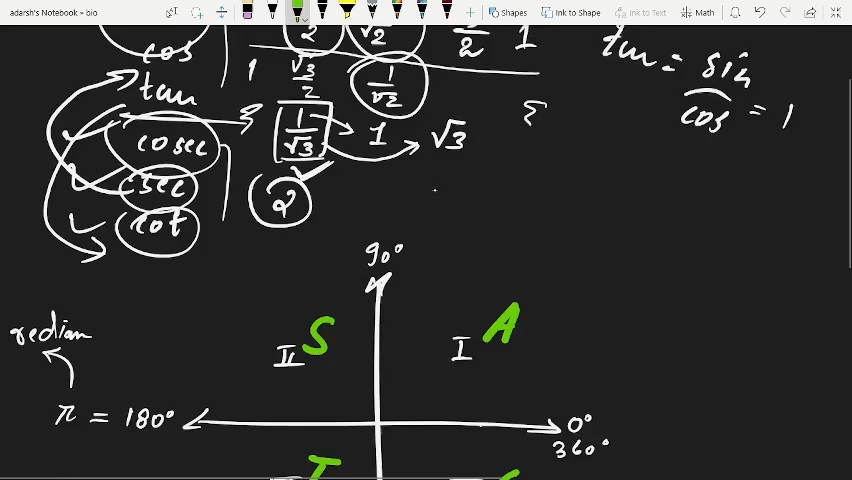 adarsh's Notebook » bio
Shapes
Ink to Shape
Ink to Text
Math
2 √2 π/2 1
cos
1 √3/2 1/√2
tan = sin/cos = 1
tan
cosec 1/√3 1 √3
sec 2
cot
90°
S A
II I
redian
π = 180° 0°
360°
T